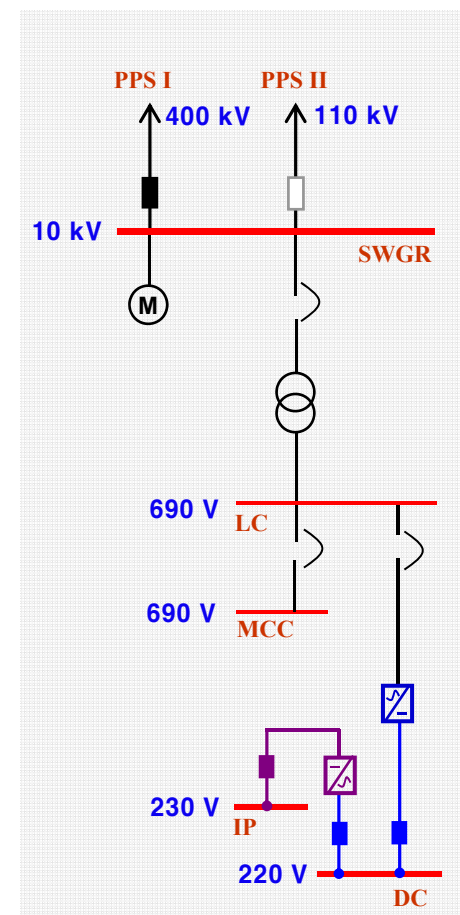 PPS I PPS II
400 kV 110 kV
10 kV
SWGR
M
690 V
LC
690 V
MCC
230 V
IP
220 V
DC